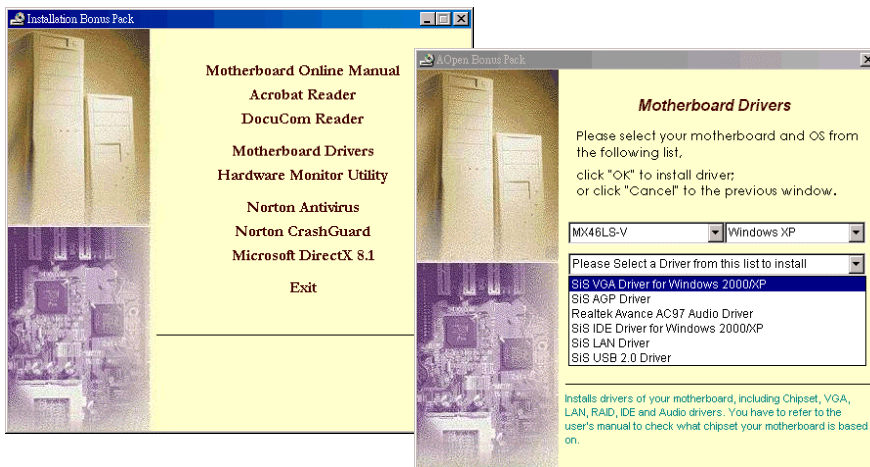 Installation Bonus Pack
Motherboard Online Manual
Acrobat Reader
DocuCom Reader
Motherboard Drivers
Hardware Monitor Utility
Norton Antivirus
Norton CrashGuard
Microsoft DirectX 8.1
Exit
AOpen Bonus Pack
Motherboard Drivers
Please select your motherboard and OS from
the following list,
click "OK" to install driver;
or click "Cancel" to the previous window.
MX46LS-V
Windows XP
Please Select a Driver from this list to install
SiS VGA Driver for Windows 2000/XP
SiS AGP Driver
Realtek Avance AC97 Audio Driver
SiS IDE Driver for Windows 2000/XP
SiS LAN Driver
SiS USB 2.0 Driver
Installs drivers of your motherboard, including Chipset, VGA,
LAN, RAID, IDE and Audio drivers. You have to refer to the
user's manual to check what chipset your motherboard is based
on.